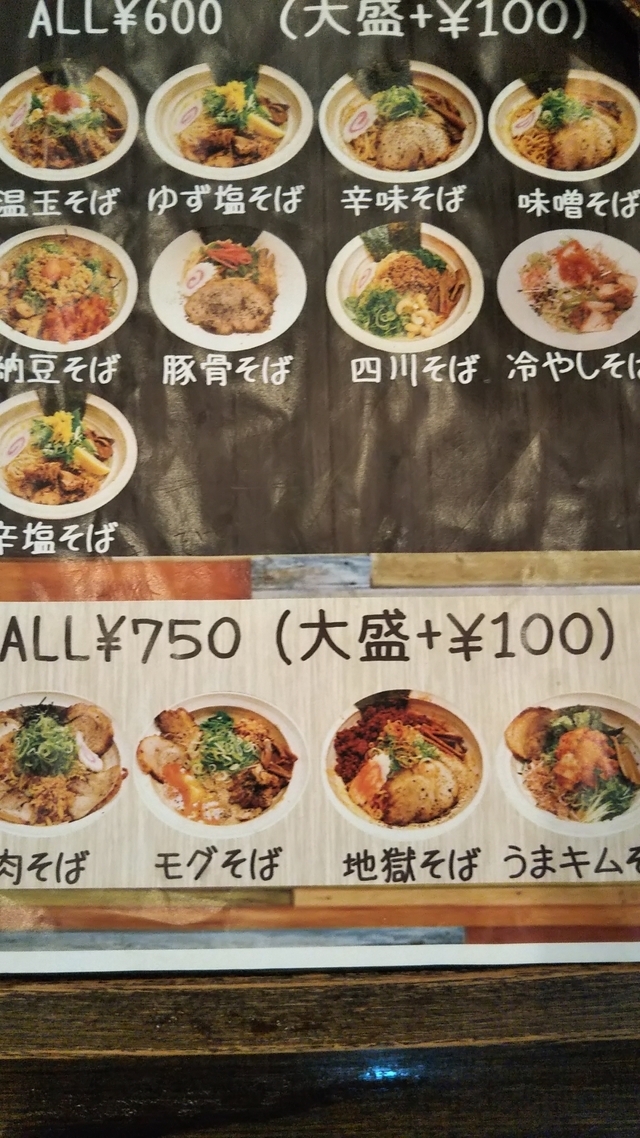 ALL¥600 (大盛+¥100)
温玉そば ゆず塩そば 辛味そば 味噌そば
納豆そば 豚骨そば 四川そば 冷やしそば
辛塩そば
ALL¥750 (大盛+¥100)
肉そば モグそば 地獄そば うまキムそ